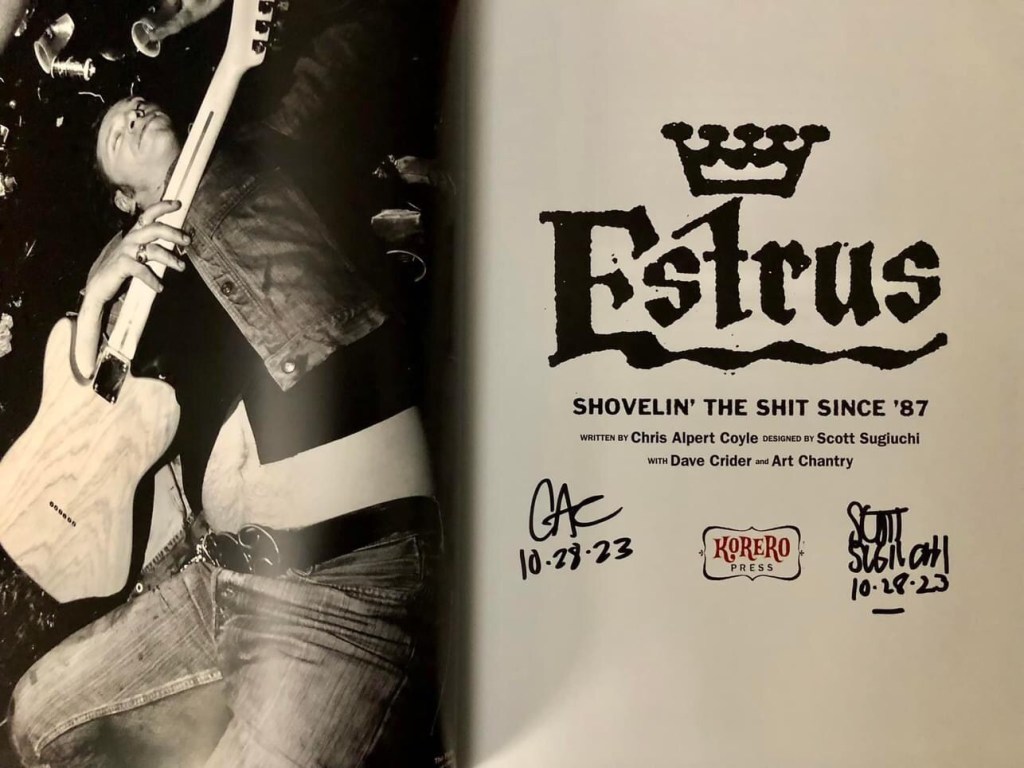 Estrus
SHOVELIN' THE SHIT SINCE '87
WRITTEN BY Chris Alpert Coyle DESIGNED BY Scott Sugiuchi
WITH Dave Crider and Art Chantry
CAC
10·28·23
KORERO
PRESS
SCOTT
SUGIUCHI
10·28·23